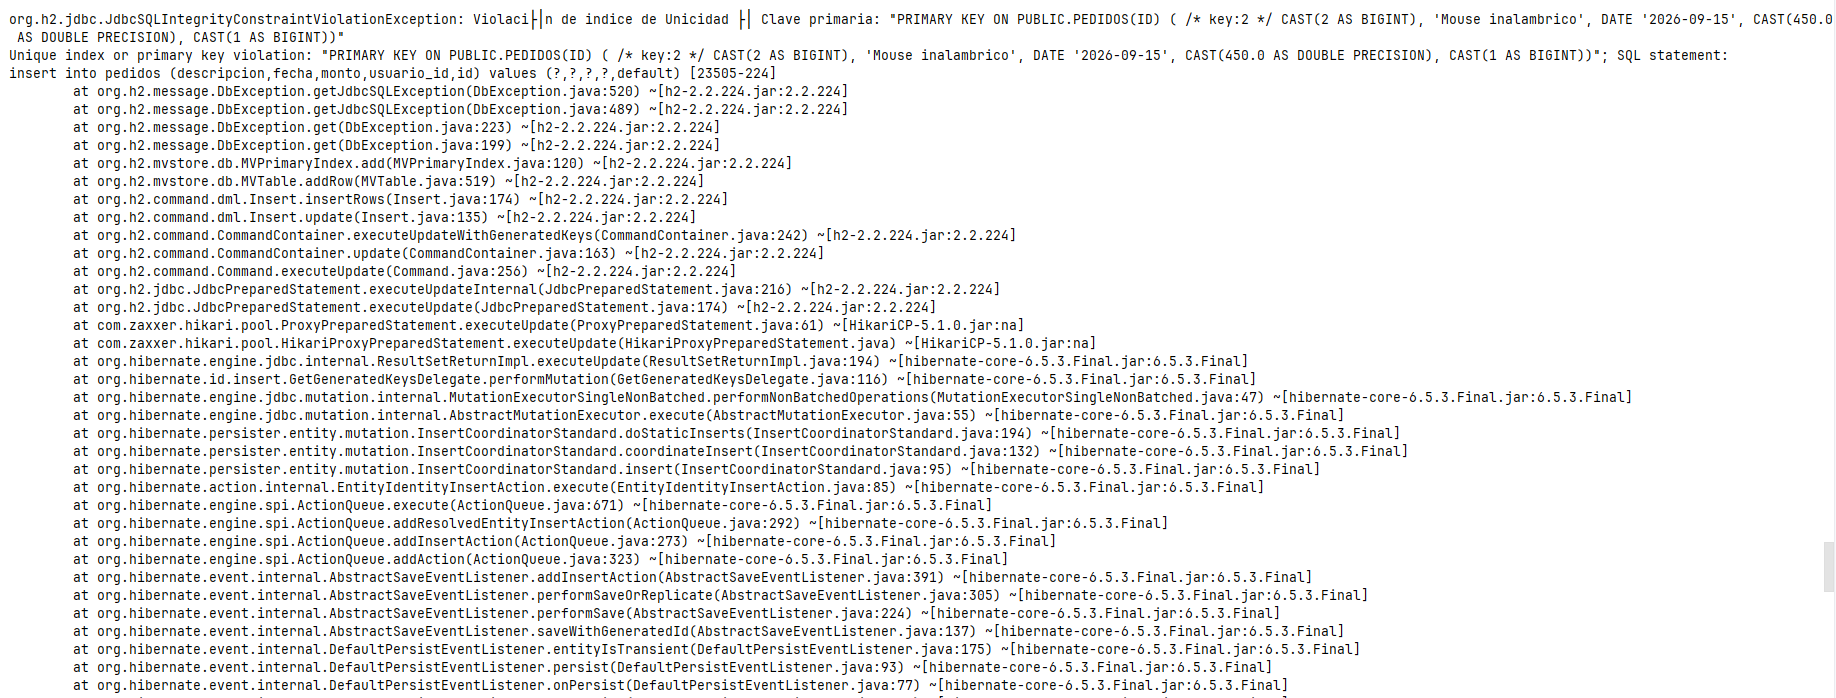 org.h2.jdbc.JdbcSQLIntegrityConstraintViolationException: Violaci├│n de indice de Unicidad ├│ Clave primaria: "PRIMARY KEY ON PUBLIC.PEDIDOS(ID) ( /* key:2 */ CAST(2 AS BIGINT), 'Mouse inalambrico', DATE '2026-09-15', CAST(450.0
AS DOUBLE PRECISION), CAST(1 AS BIGINT))"
Unique index or primary key violation: "PRIMARY KEY ON PUBLIC.PEDIDOS(ID) ( /* key:2 */ CAST(2 AS BIGINT), 'Mouse inalambrico', DATE '2026-09-15', CAST(450.0 AS DOUBLE PRECISION), CAST(1 AS BIGINT))"; SQL statement:
insert into pedidos (descripcion,fecha,monto,usuario_id,id) values (?,?,?,?,default) [23505-224]
at org.h2.message.DbException.getJdbcSQLException(DbException.java:520) ~[h2-2.2.224.jar:2.2.224]
at org.h2.message.DbException.getJdbcSQLException(DbException.java:489) ~[h2-2.2.224.jar:2.2.224]
at org.h2.message.DbException.get(DbException.java:223) ~[h2-2.2.224.jar:2.2.224]
at org.h2.message.DbException.get(DbException.java:199) ~[h2-2.2.224.jar:2.2.224]
at org.h2.mvstore.db.MVPrimaryIndex.add(MVPrimaryIndex.java:120) ~[h2-2.2.224.jar:2.2.224]
at org.h2.mvstore.db.MVTable.addRow(MVTable.java:519) ~[h2-2.2.224.jar:2.2.224]
at org.h2.command.dml.Insert.insertRows(Insert.java:174) ~[h2-2.2.224.jar:2.2.224]
at org.h2.command.dml.Insert.update(Insert.java:135) ~[h2-2.2.224.jar:2.2.224]
at org.h2.command.CommandContainer.executeUpdateWithGeneratedKeys(CommandContainer.java:242) ~[h2-2.2.224.jar:2.2.224]
at org.h2.command.CommandContainer.update(CommandContainer.java:163) ~[h2-2.2.224.jar:2.2.224]
at org.h2.command.Command.executeUpdate(Command.java:256) ~[h2-2.2.224.jar:2.2.224]
at org.h2.jdbc.JdbcPreparedStatement.executeUpdateInternal(JdbcPreparedStatement.java:216) ~[h2-2.2.224.jar:2.2.224]
at org.h2.jdbc.JdbcPreparedStatement.executeUpdate(JdbcPreparedStatement.java:174) ~[h2-2.2.224.jar:2.2.224]
at com.zaxxer.hikari.pool.ProxyPreparedStatement.executeUpdate(ProxyPreparedStatement.java:61) ~[HikariCP-5.1.0.jar:na]
at com.zaxxer.hikari.pool.HikariProxyPreparedStatement.executeUpdate(HikariProxyPreparedStatement.java) ~[HikariCP-5.1.0.jar:na]
at org.hibernate.engine.jdbc.internal.ResultSetReturnImpl.executeUpdate(ResultSetReturnImpl.java:194) ~[hibernate-core-6.5.3.Final.jar:6.5.3.Final]
at org.hibernate.id.insert.GetGeneratedKeysDelegate.performMutation(GetGeneratedKeysDelegate.java:116) ~[hibernate-core-6.5.3.Final.jar:6.5.3.Final]
at org.hibernate.engine.jdbc.mutation.internal.MutationExecutorSingleNonBatched.performNonBatchedOperations(MutationExecutorSingleNonBatched.java:47) ~[hibernate-core-6.5.3.Final.jar:6.5.3.Final]
at org.hibernate.engine.jdbc.mutation.internal.AbstractMutationExecutor.execute(AbstractMutationExecutor.java:55) ~[hibernate-core-6.5.3.Final.jar:6.5.3.Final]
at org.hibernate.persister.entity.mutation.InsertCoordinatorStandard.doStaticInserts(InsertCoordinatorStandard.java:194) ~[hibernate-core-6.5.3.Final.jar:6.5.3.Final]
at org.hibernate.persister.entity.mutation.InsertCoordinatorStandard.coordinateInsert(InsertCoordinatorStandard.java:132) ~[hibernate-core-6.5.3.Final.jar:6.5.3.Final]
at org.hibernate.persister.entity.mutation.InsertCoordinatorStandard.insert(InsertCoordinatorStandard.java:95) ~[hibernate-core-6.5.3.Final.jar:6.5.3.Final]
at org.hibernate.action.internal.EntityIdentityInsertAction.execute(EntityIdentityInsertAction.java:85) ~[hibernate-core-6.5.3.Final.jar:6.5.3.Final]
at org.hibernate.engine.spi.ActionQueue.execute(ActionQueue.java:671) ~[hibernate-core-6.5.3.Final.jar:6.5.3.Final]
at org.hibernate.engine.spi.ActionQueue.addResolvedEntityInsertAction(ActionQueue.java:292) ~[hibernate-core-6.5.3.Final.jar:6.5.3.Final]
at org.hibernate.engine.spi.ActionQueue.addInsertAction(ActionQueue.java:273) ~[hibernate-core-6.5.3.Final.jar:6.5.3.Final]
at org.hibernate.engine.spi.ActionQueue.addAction(ActionQueue.java:323) ~[hibernate-core-6.5.3.Final.jar:6.5.3.Final]
at org.hibernate.event.internal.AbstractSaveEventListener.addInsertAction(AbstractSaveEventListener.java:391) ~[hibernate-core-6.5.3.Final.jar:6.5.3.Final]
at org.hibernate.event.internal.AbstractSaveEventListener.performSaveOrReplicate(AbstractSaveEventListener.java:305) ~[hibernate-core-6.5.3.Final.jar:6.5.3.Final]
at org.hibernate.event.internal.AbstractSaveEventListener.performSave(AbstractSaveEventListener.java:224) ~[hibernate-core-6.5.3.Final.jar:6.5.3.Final]
at org.hibernate.event.internal.AbstractSaveEventListener.saveWithGeneratedId(AbstractSaveEventListener.java:137) ~[hibernate-core-6.5.3.Final.jar:6.5.3.Final]
at org.hibernate.event.internal.DefaultPersistEventListener.entityIsTransient(DefaultPersistEventListener.java:175) ~[hibernate-core-6.5.3.Final.jar:6.5.3.Final]
at org.hibernate.event.internal.DefaultPersistEventListener.persist(DefaultPersistEventListener.java:93) ~[hibernate-core-6.5.3.Final.jar:6.5.3.Final]
at org.hibernate.event.internal.DefaultPersistEventListener.onPersist(DefaultPersistEventListener.java:77) ~[hibernate-core-6.5.3.Final.jar:6.5.3.Final]